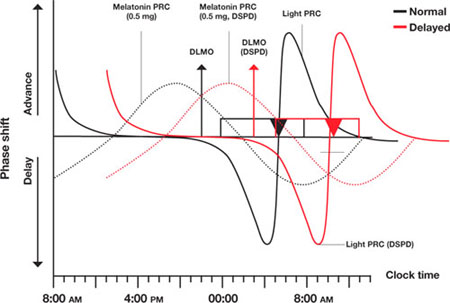 Melatonin PRC
(0.5 mg)
Melatonin PRC
(0.5 mg, DSPD)
Light PRC
Normal
Delayed
DLMO
DLMO
(DSPD)
Advance
Phase shift
Delay
Light PRC (DSPD)
Clock time
8:00 AM
4:00 PM
00:00
8:00 AM